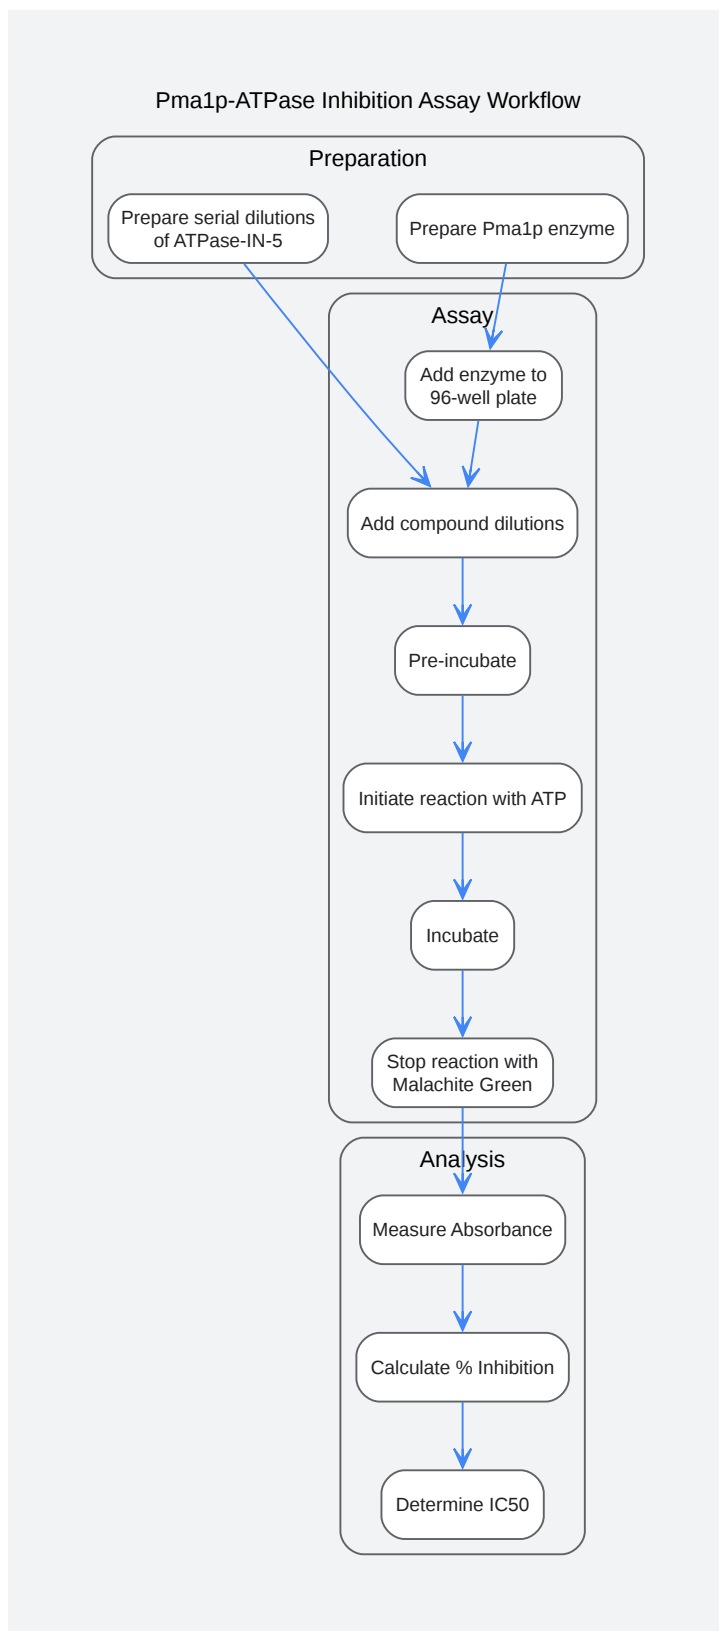 Pma1p-ATPase Inhibition Assay Workflow
Preparation
Prepare serial dilutions
of ATPase-IN-5
Prepare Pma1p enzyme
Assay
Add enzyme to
96-well plate
Add compound dilutions
Pre-incubate
Initiate reaction with ATP
Incubate
Stop reaction with
Malachite Green
Analysis
Measure Absorbance
Calculate % Inhibition
Determine IC50